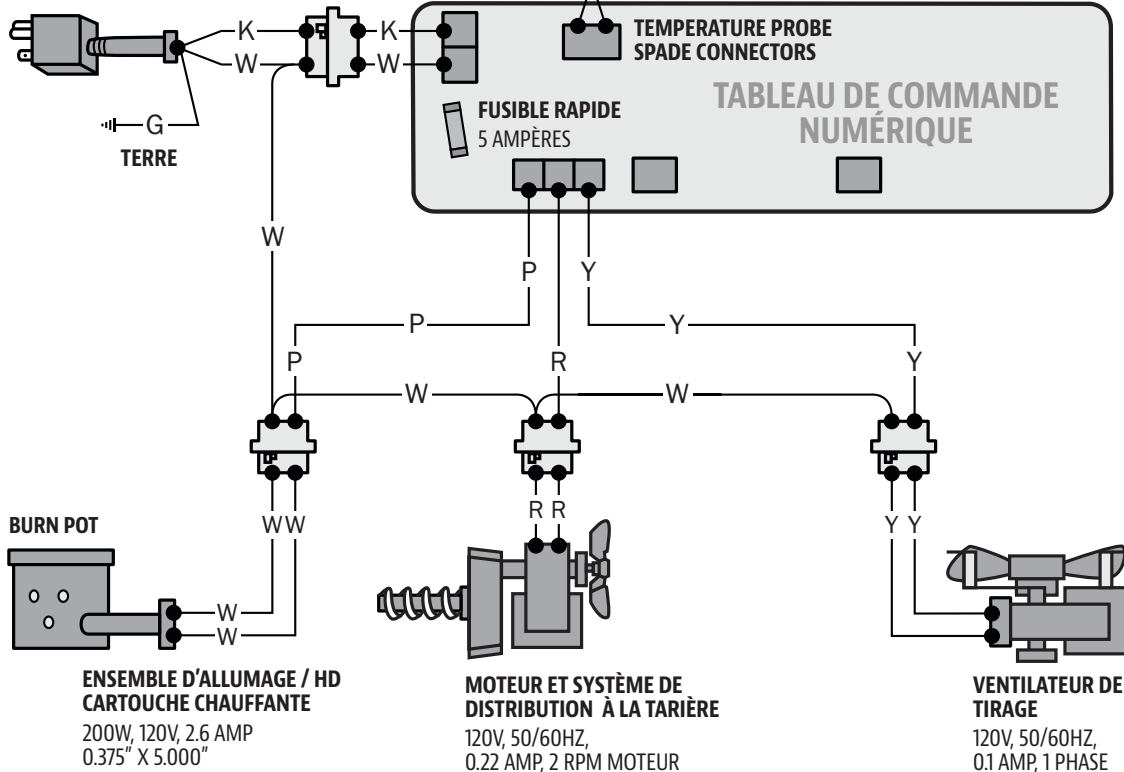 K
K
W
W
G
TERRE
TEMPERATURE PROBE
SPADE CONNECTORS
TABLEAU DE COMMANDE
NUMÉRIQUE
FUSIBLE RAPIDE
5 AMPÈRES
W
P
Y
P
Y
P
R
Y
W
W
W W
R R
Y Y
BURN POT
W
W
ENSEMBLE D'ALLUMAGE / HD
CARTOUCHE CHAUFFANTE
200W, 120V, 2.6 AMP
0.375" X 5.000"
MOTEUR ET SYSTÈME DE
DISTRIBUTION À LA TARIÈRE
120V, 50/60HZ,
0.22 AMP, 2 RPM MOTEUR
VENTILATEUR DE
TIRAGE
120V, 50/60HZ,
0.1 AMP, 1 PHASE